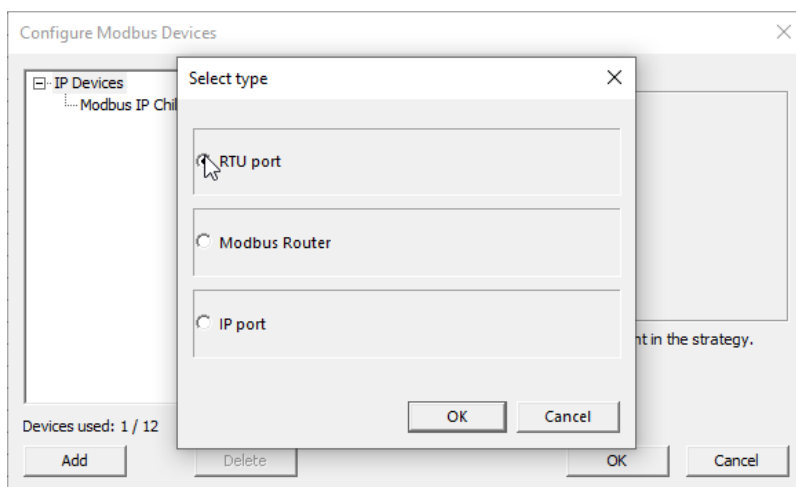 Configure Modbus Devices
IP Devices
Modbus IP Chil
Select type
RTU port
Modbus Router
IP port
nt in the strategy.
OK
Cancel
Devices used: 1 / 12
Add
Delete
OK
Cancel